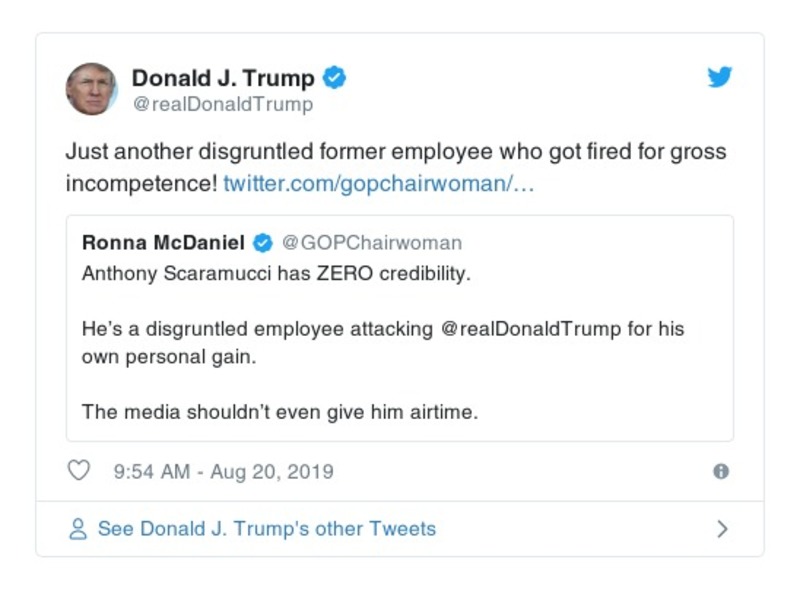 Donald J. Trump
@realDonaldTrump
Just another disgruntled former employee who got fired for gross
incompetence! twitter.com/gopchairwoman/…
Ronna McDaniel @GOPChairwoman
Anthony Scaramucci has ZERO credibility.
He’s a disgruntled employee attacking @realDonaldTrump for his
own personal gain.
The media shouldn’t even give him airtime.
9:54 AM - Aug 20, 2019
See Donald J. Trump's other Tweets